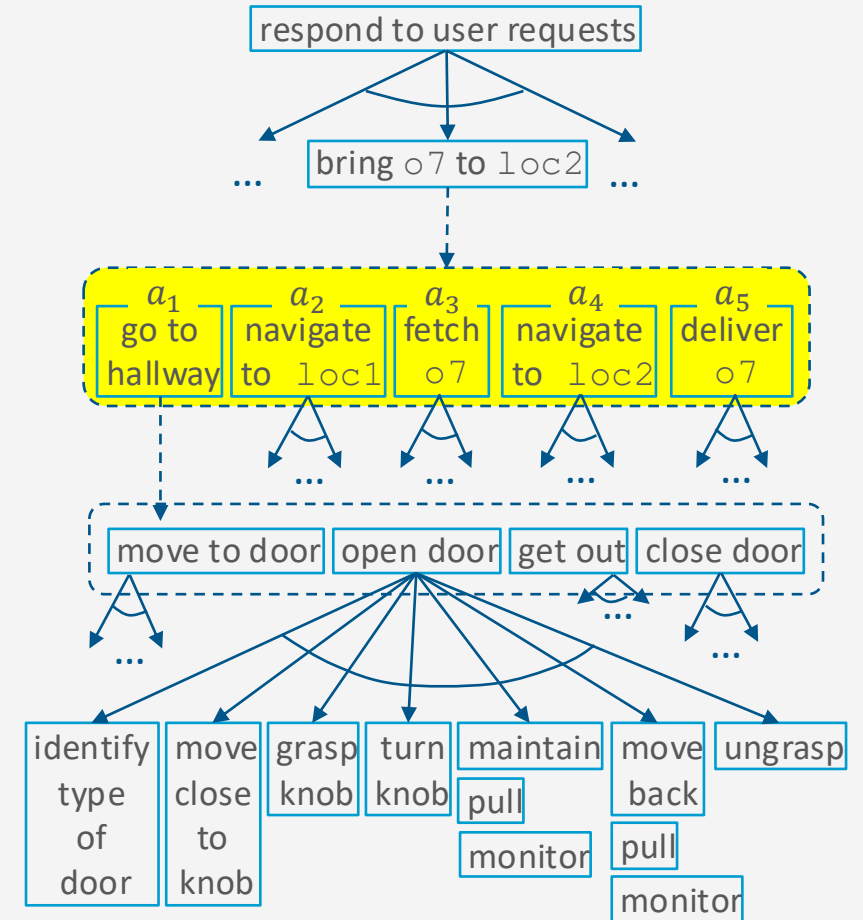 respond to user requests
... bring o7 to loc2 ...
a₁ a₂ a₃ a₄ a₅
go to navigate fetch navigate deliver
hallway to loc1 o7 to loc2 o7
... ... ... ...
move to door open door get out close door
... ... ...
identify move grasp turn maintain move ungrasp
type close knob knob pull back
of to monitor pull
door knob monitor